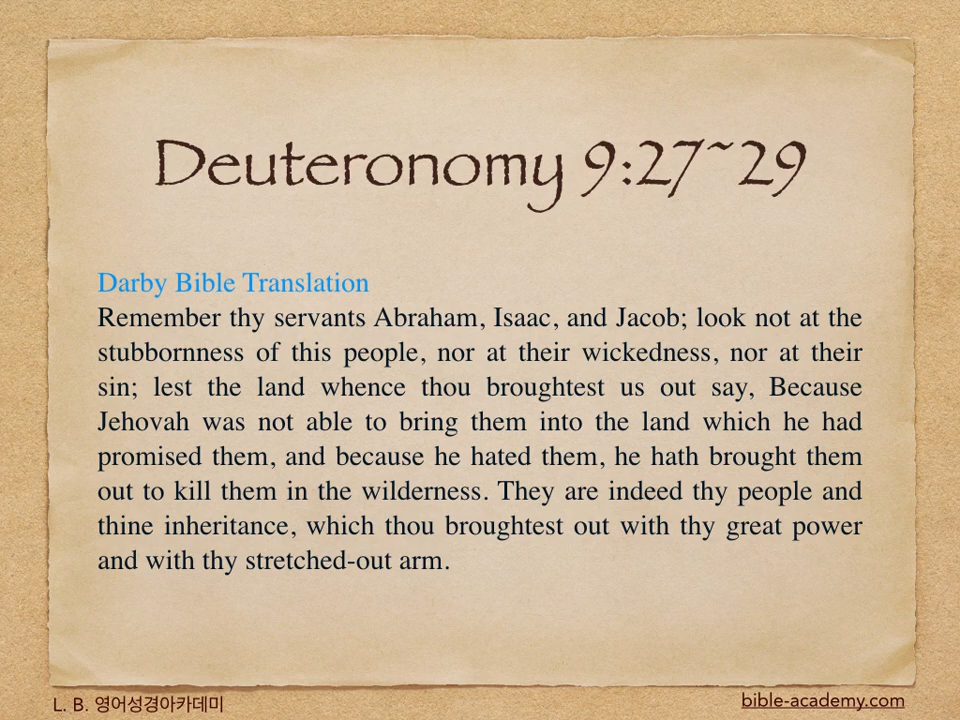 Deuteronomy 9:27~29
Darby Bible Translation
Remember thy servants Abraham, Isaac, and Jacob; look not at the
stubbornness of this people, nor at their wickedness, nor at their
sin; lest the land whence thou broughtest us out say, Because
Jehovah was not able to bring them into the land which he had
promised them, and because he hated them, he hath brought them
out to kill them in the wilderness. They are indeed thy people and
thine inheritance, which thou broughtest out with thy great power
and with thy stretched-out arm.
L. B. 영어성경아카데미
bible-academy.com